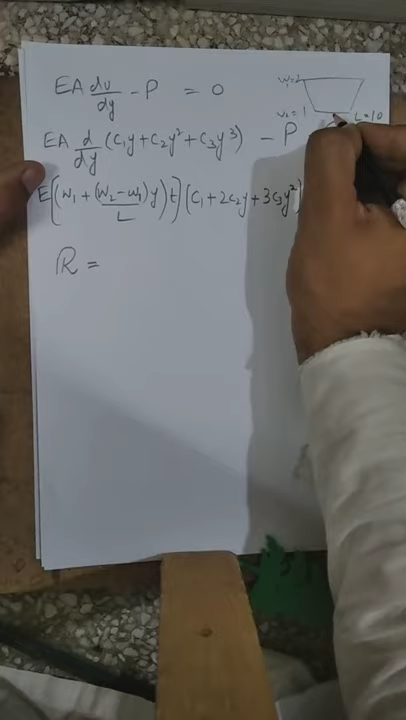 EA du/dy - P = 0
w₁=2
w₂=1
L=10
EA d/dy (C₁y + C₂y² + C₃y³) - P
E[(w₁ + (w₂ - w₁)/L y)t](C₁ + 2C₂y + 3C₃y²)
R =